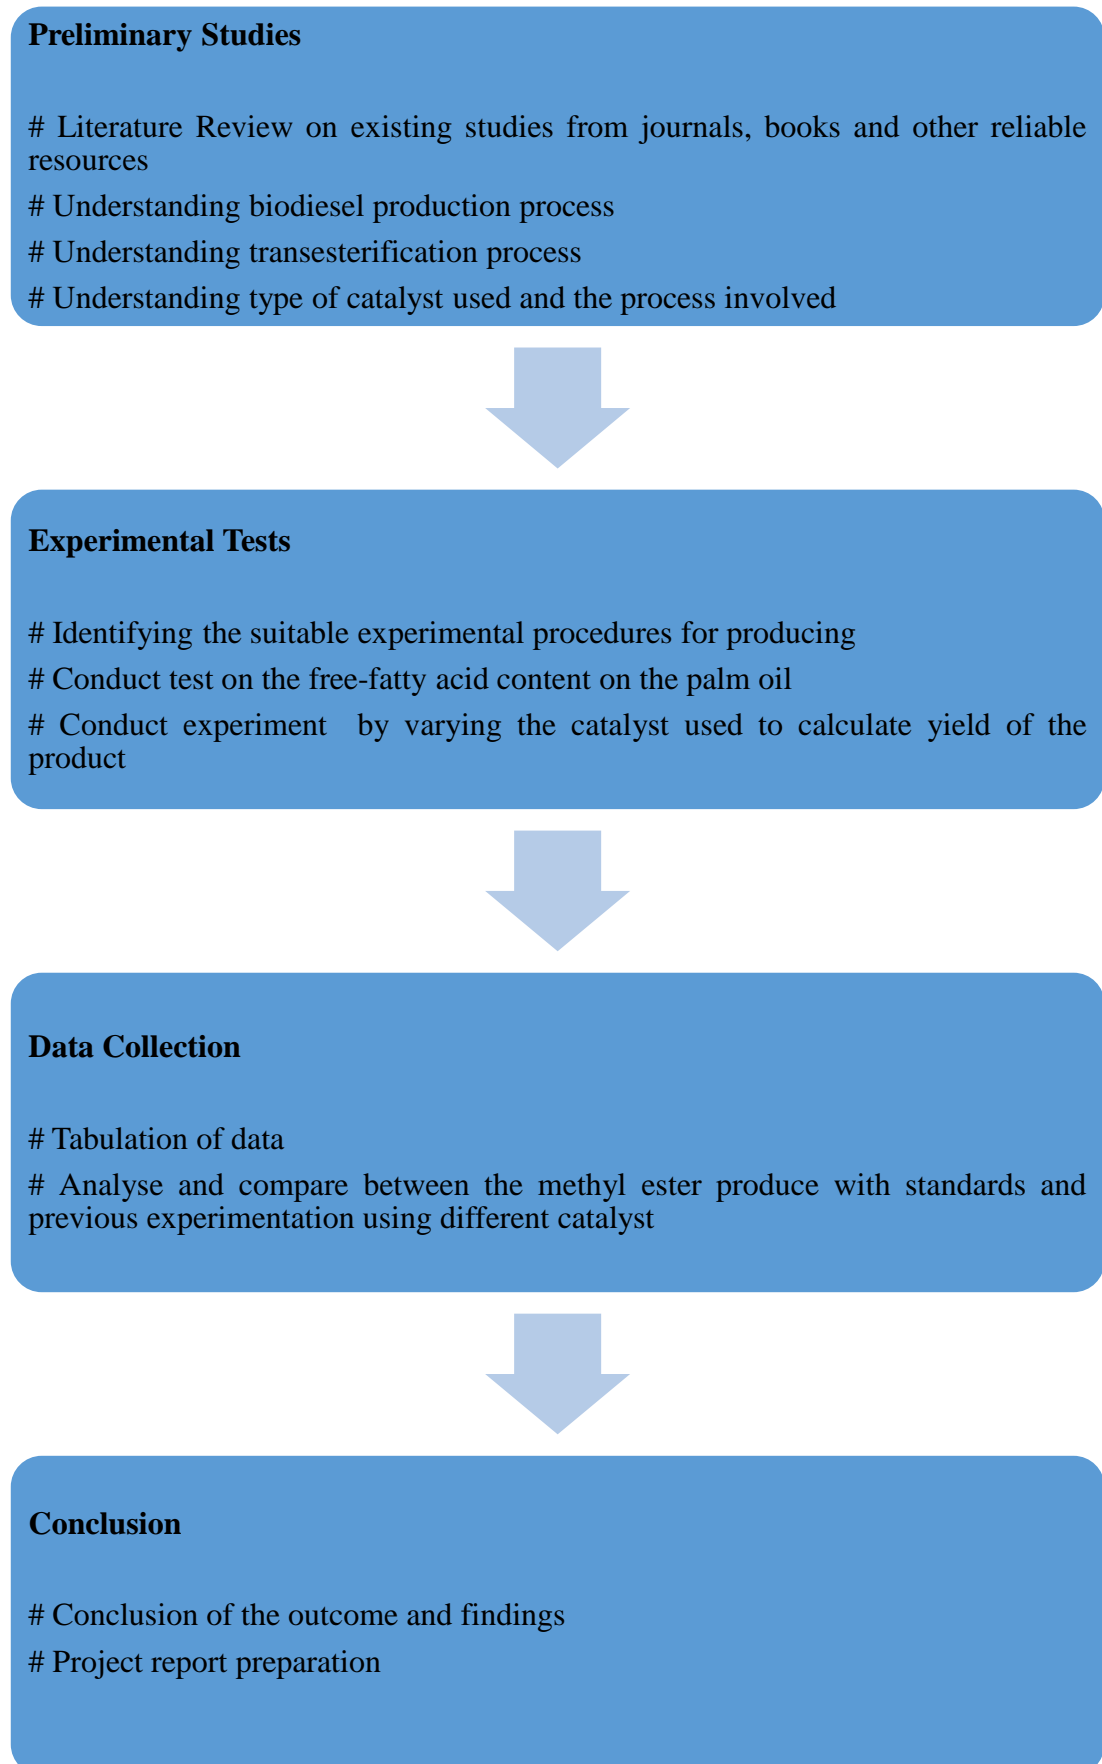 Preliminary Studies
# Literature Review on existing studies from journals, books and other reliable
resources
# Understanding biodiesel production process
# Understanding transesterification process
# Understanding type of catalyst used and the process involved
Experimental Tests
# Identifying the suitable experimental procedures for producing
# Conduct test on the free-fatty acid content on the palm oil
# Conduct experiment by varying the catalyst used to calculate yield of the
product
Data Collection
# Tabulation of data
# Analyse and compare between the methyl ester produce with standards and
previous experimentation using different catalyst
Conclusion
# Conclusion of the outcome and findings
# Project report preparation